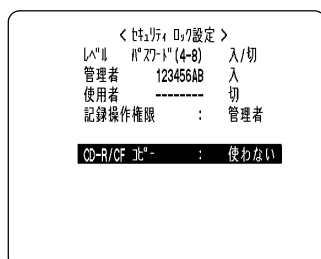 < ｾｷｭﾘﾃｨ ﾛｯｸ設定 >
ﾚﾍﾞﾙ ﾊﾟｽﾜｰﾄﾞ(4-8) 入/切
管理者 123456AB 入
使用者 -------- 切
記録操作権限 : 管理者
CD-R/CF ｺﾋﾟｰ : 使わない